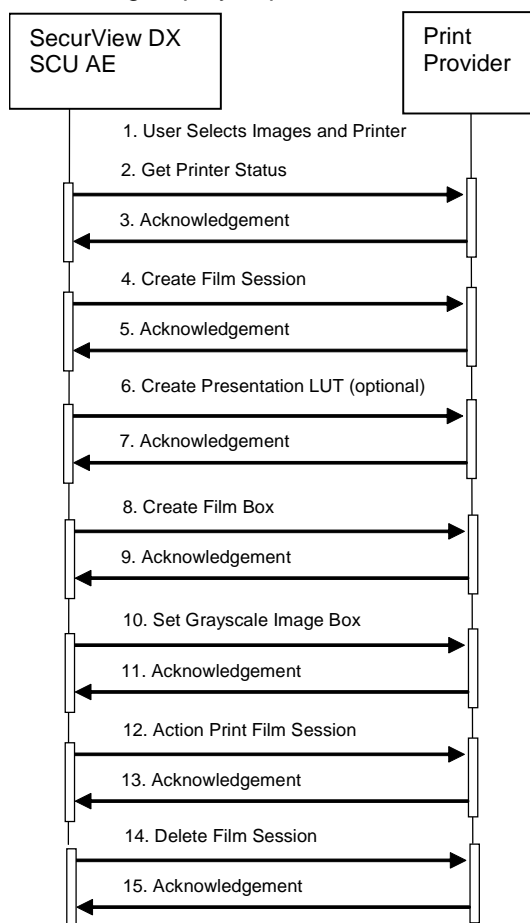 SecurView DX
SCU AE
Print
Provider
1. User Selects Images and Printer
2. Get Printer Status
3. Acknowledgement
4. Create Film Session
5. Acknowledgement
6. Create Presentation LUT (optional)
7. Acknowledgement
8. Create Film Box
9. Acknowledgement
10. Set Grayscale Image Box
11. Acknowledgement
12. Action Print Film Session
13. Acknowledgement
14. Delete Film Session
15. Acknowledgement